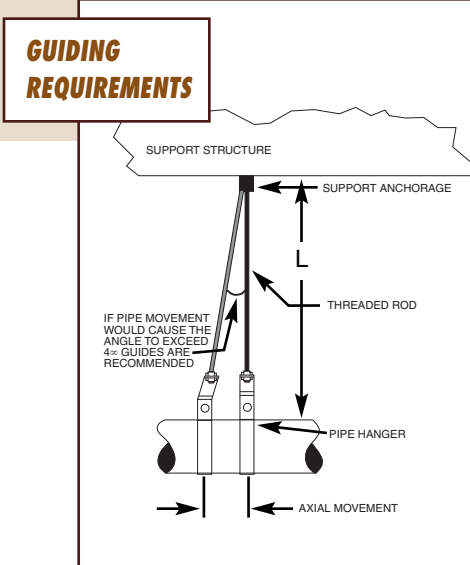 GUIDING
REQUIREMENTS
SUPPORT STRUCTURE
SUPPORT ANCHORAGE
L
THREADED ROD
IF PIPE MOVEMENT
WOULD CAUSE THE
ANGLE TO EXCEED
4∞ GUIDES ARE
RECOMMENDED
PIPE HANGER
AXIAL MOVEMENT